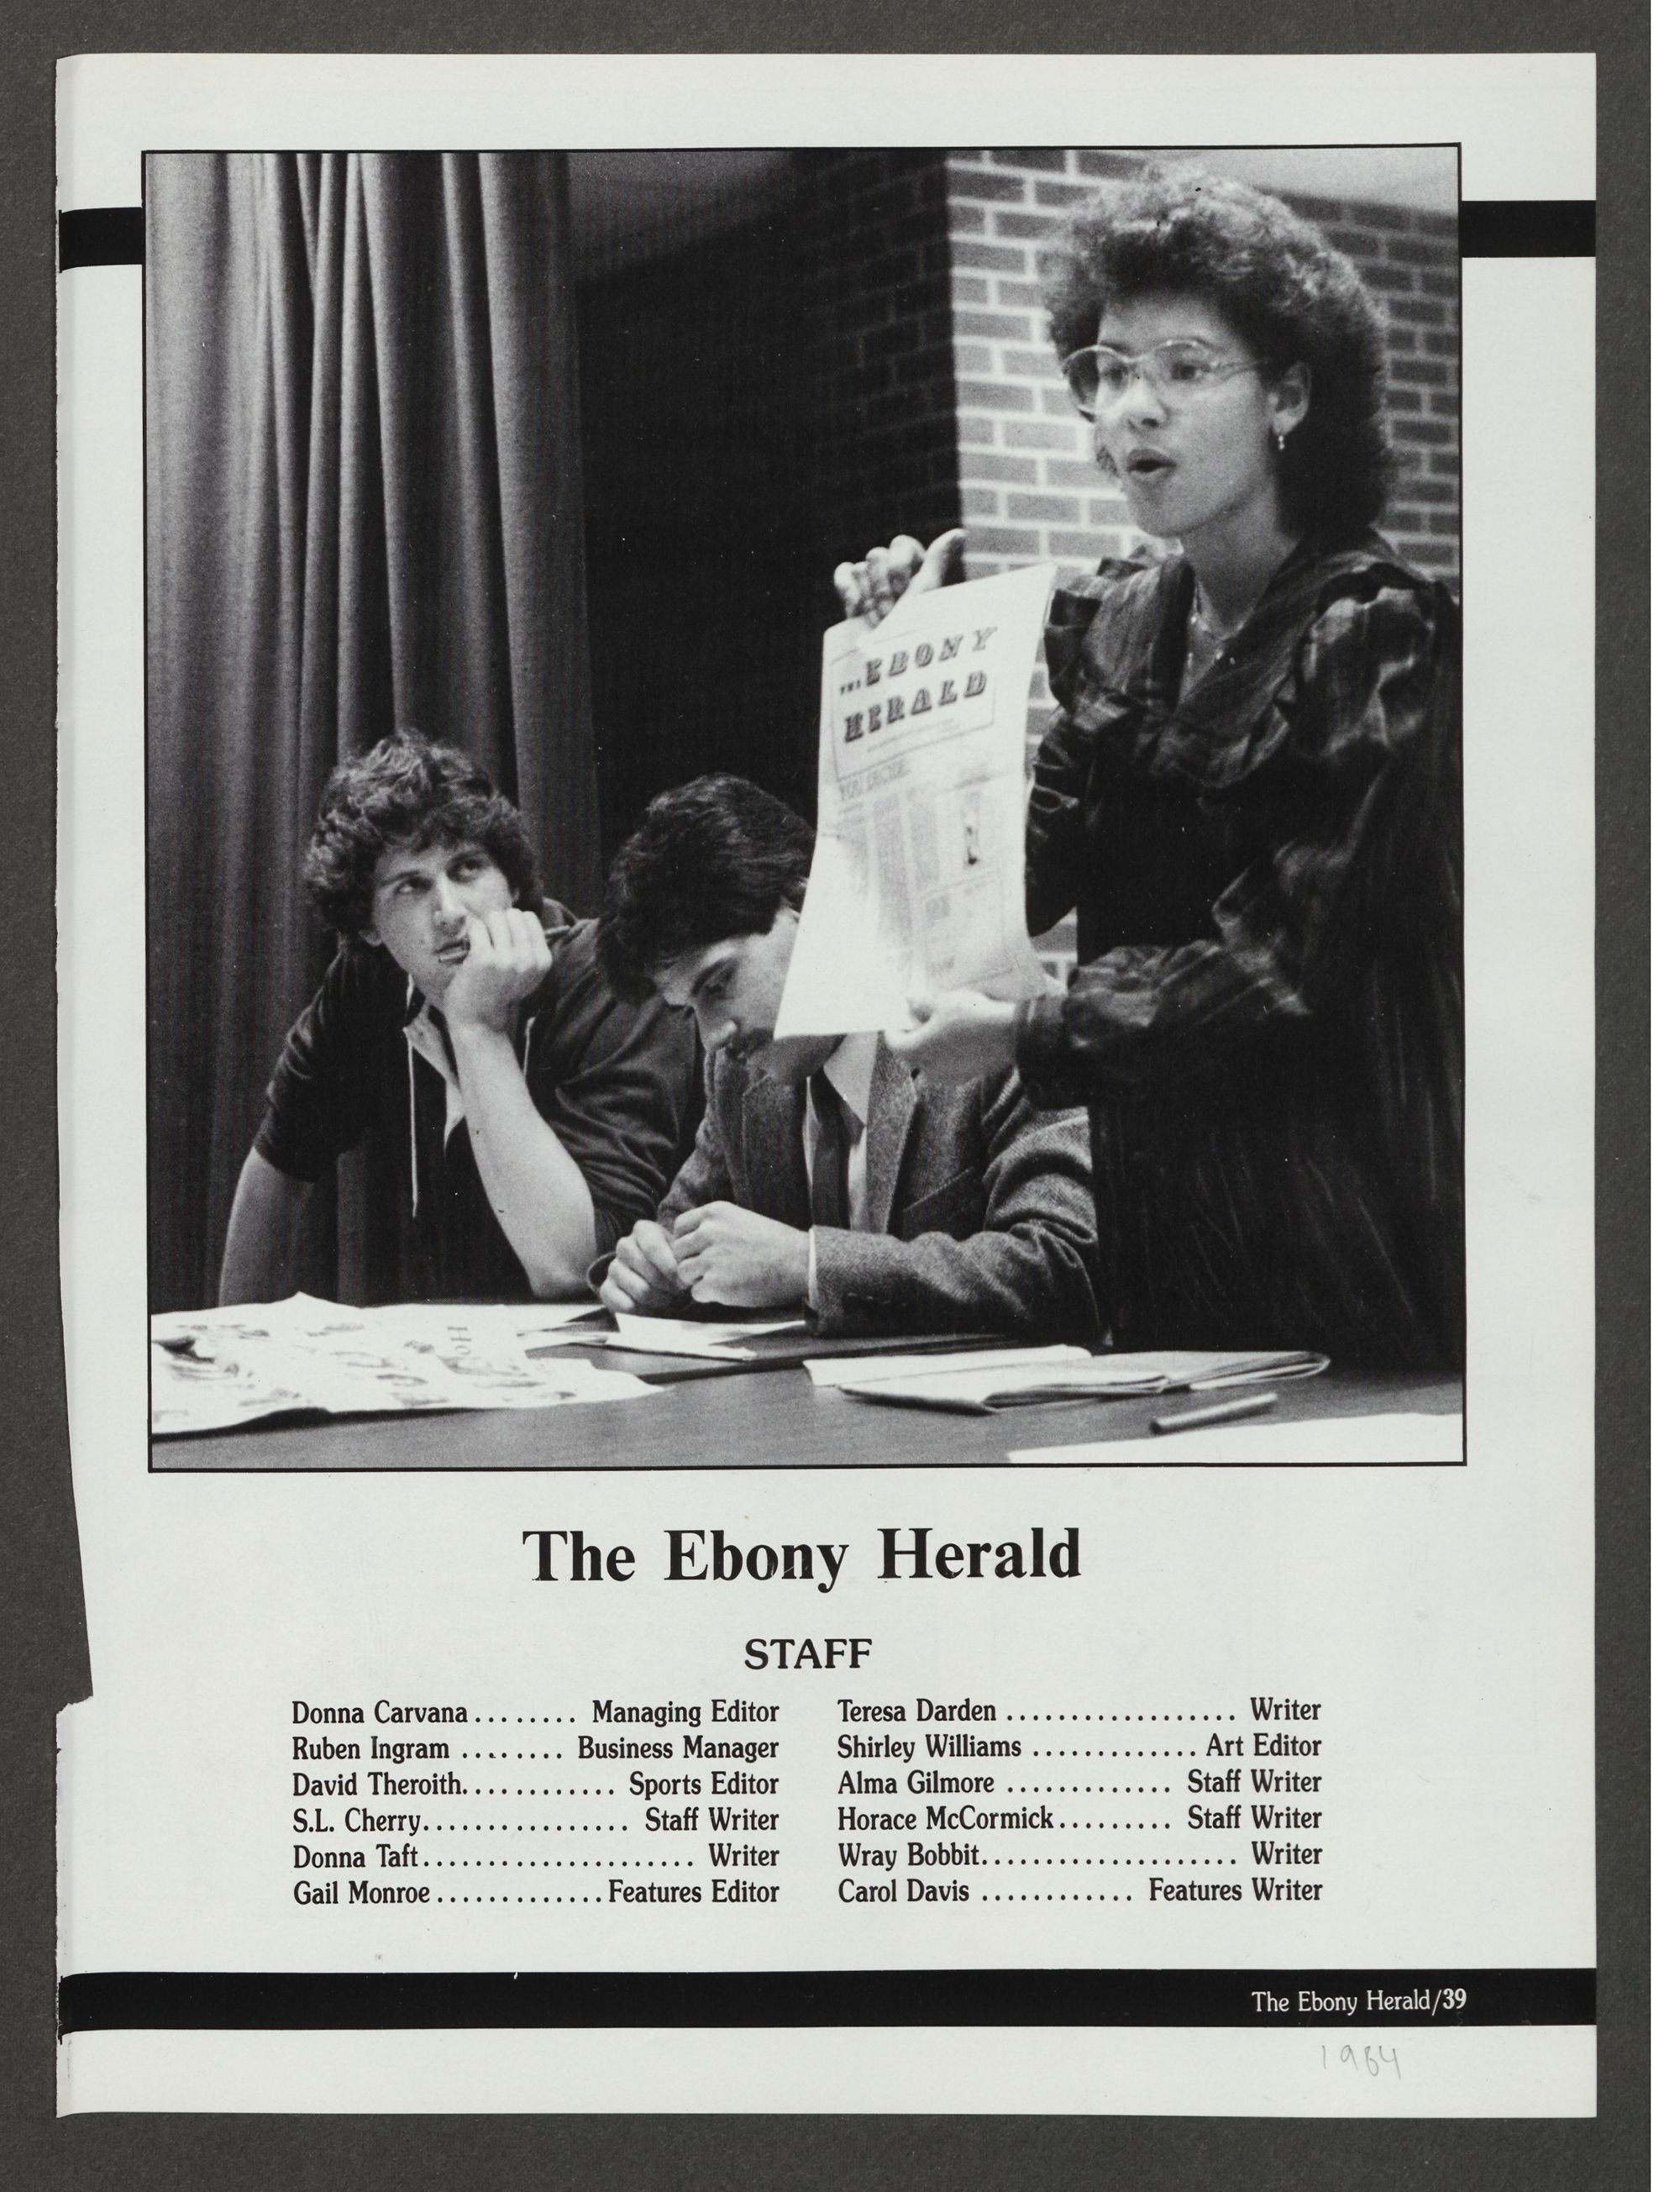 THE EBONY
HERALD
YOU DECIDE
The Ebony Herald
STAFF
Donna Carvana ........ Managing Editor
Ruben Ingram ........ Business Manager
David Theroith............ Sports Editor
S.L. Cherry................ Staff Writer
Donna Taft..................... Writer
Gail Monroe ............. Features Editor
Teresa Darden .................. Writer
Shirley Williams ............. Art Editor
Alma Gilmore ............. Staff Writer
Horace McCormick......... Staff Writer
Wray Bobbit.................... Writer
Carol Davis ............ Features Writer
The Ebony Herald/39
1984